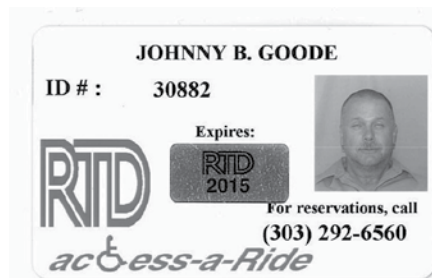 JOHNNY B. GOODE
ID # : 30882
Expires:
RTD
RTD
2015
For reservations, call
(303) 292-6560
access-a-Ride